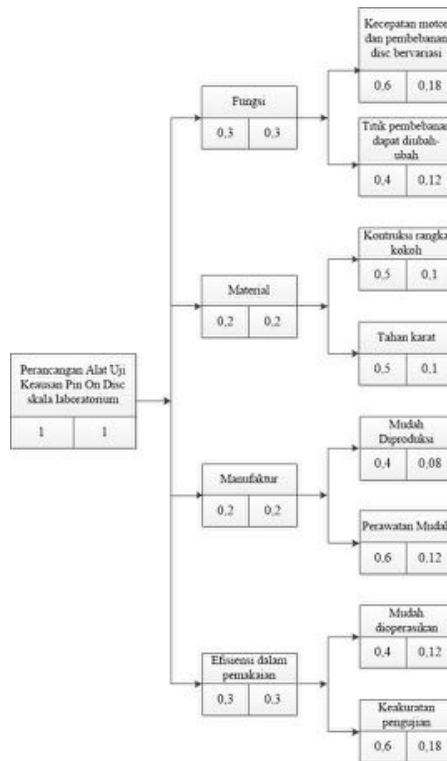 Kecepatan motor
dan pembebanan
disc bervariasi
0,6 0,18
Fungsi
0,3 0,3
Titik pembebanan
dapat diubah-
ubah
0,4 0,12
Kontruksi rangka
kokoh
0,5 0,1
Material
0,2 0,2
Tahan karat
0,5 0,1
Perancangan Alat Uji
Keausan Pin On Disc
skala laboratorium
1 1
Mudah
Diproduksi
0,4 0,08
Manufaktur
0,2 0,2
Perawatan Mudah
0,6 0,12
Mudah
dioperasikan
0,4 0,12
Efisiensi dalam
pemakaian
0,3 0,3
Keakuratan
pengujian
0,6 0,18